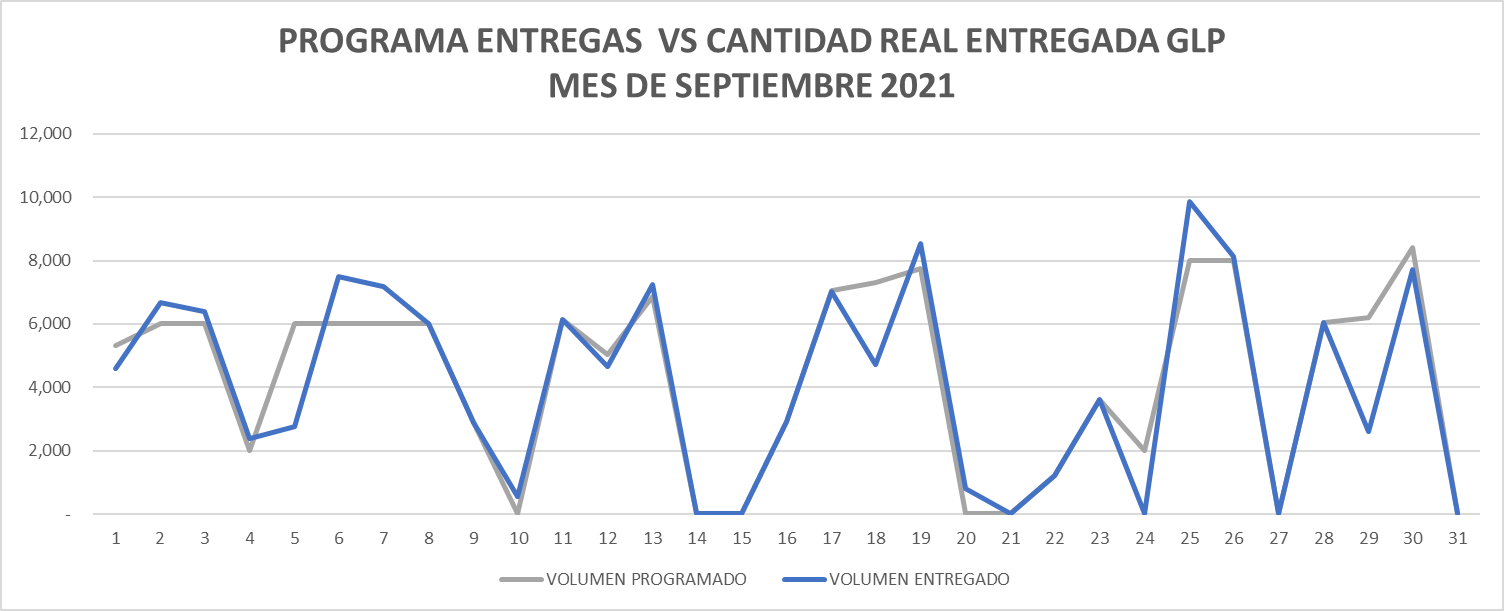 PROGRAMA ENTREGAS  VS CANTIDAD REAL ENTREGADA GLP
MES DE SEPTIEMBRE 2021
12,000
10,000
8,000
6,000
4,000
2,000
-
1 2 3 4 5 6 7 8 9 10 11 12 13 14 15 16 17 18 19 20 21 22 23 24 25 26 27 28 29 30 31
VOLUMEN PROGRAMADO VOLUMEN ENTREGADO